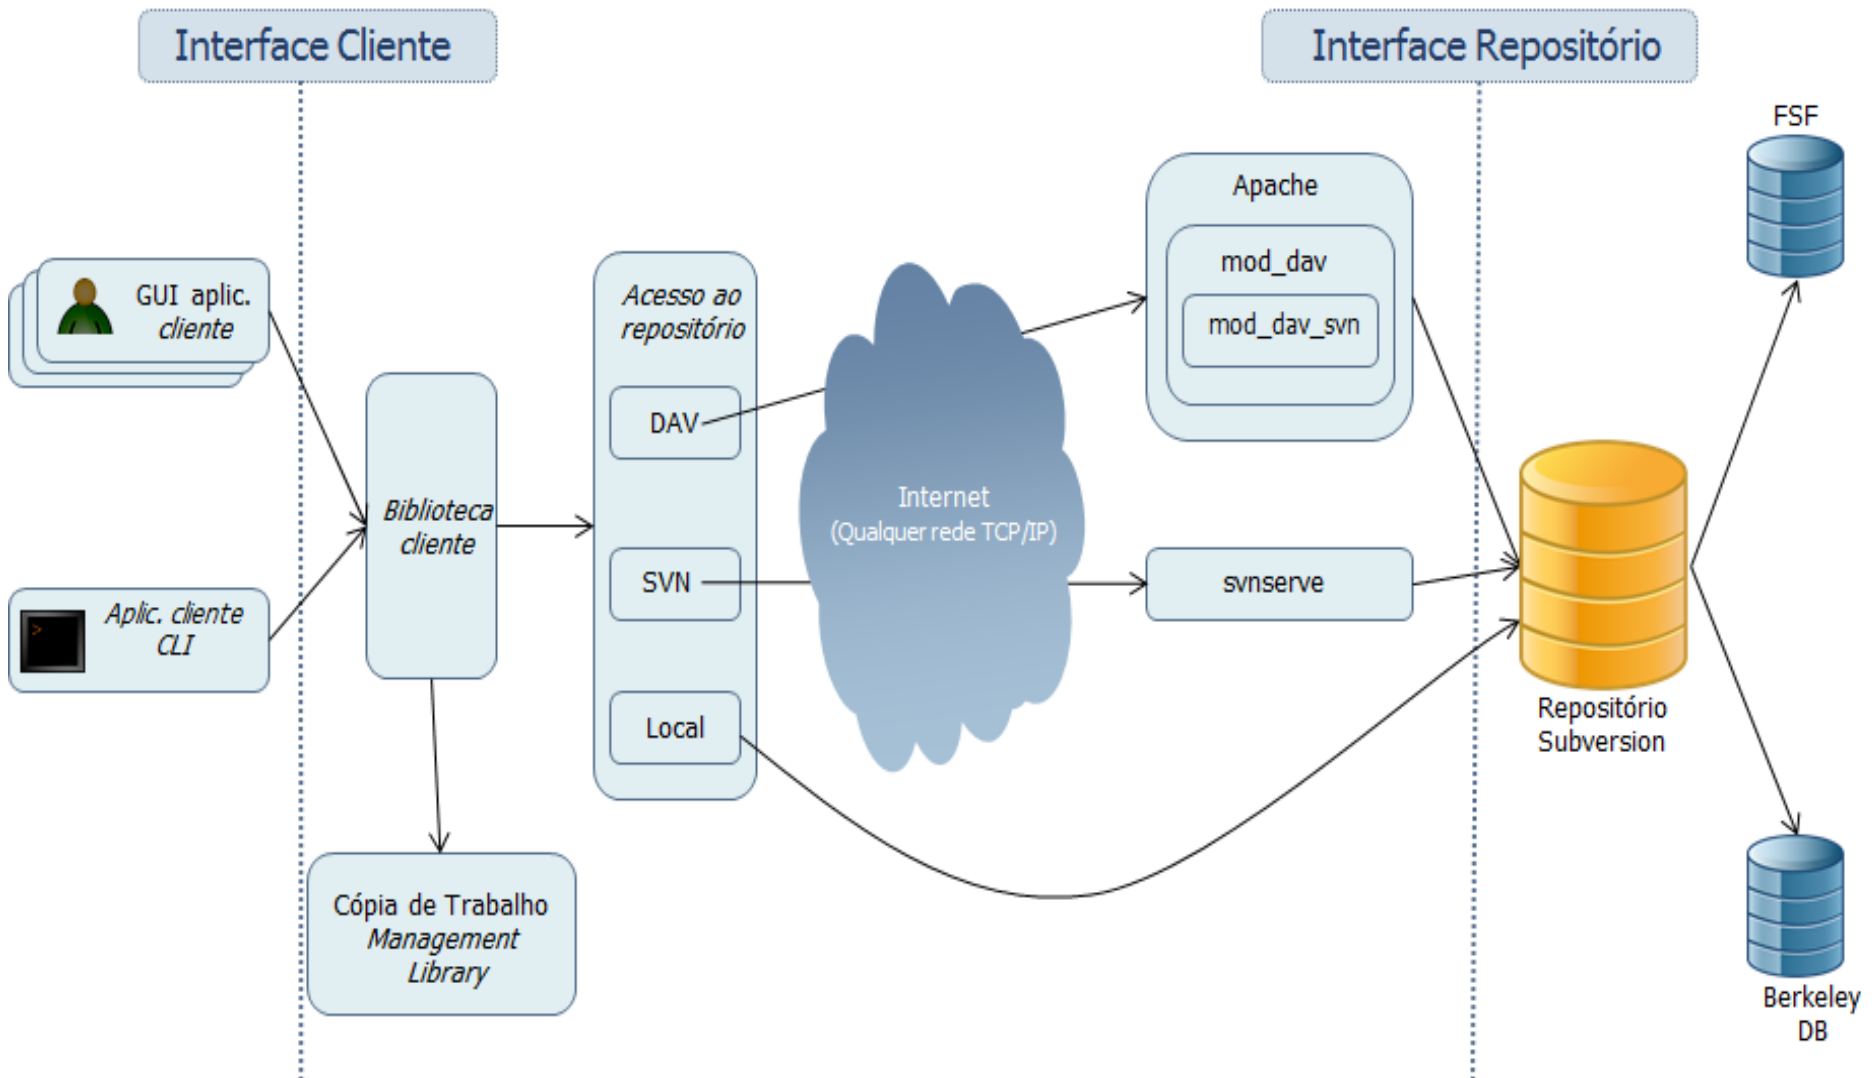 Interface Cliente
Interface Repositório
FSF
Apache
mod_dav
mod_dav_svn
GUI aplic.
cliente
Acesso ao
repositório
DAV
Biblioteca
cliente
Internet
(Qualquer rede TCP/IP)
SVN
svnserve
>
Aplic. cliente
CLI
Local
Repositório
Subversion
Cópia de Trabalho
Management
Library
Berkeley
DB